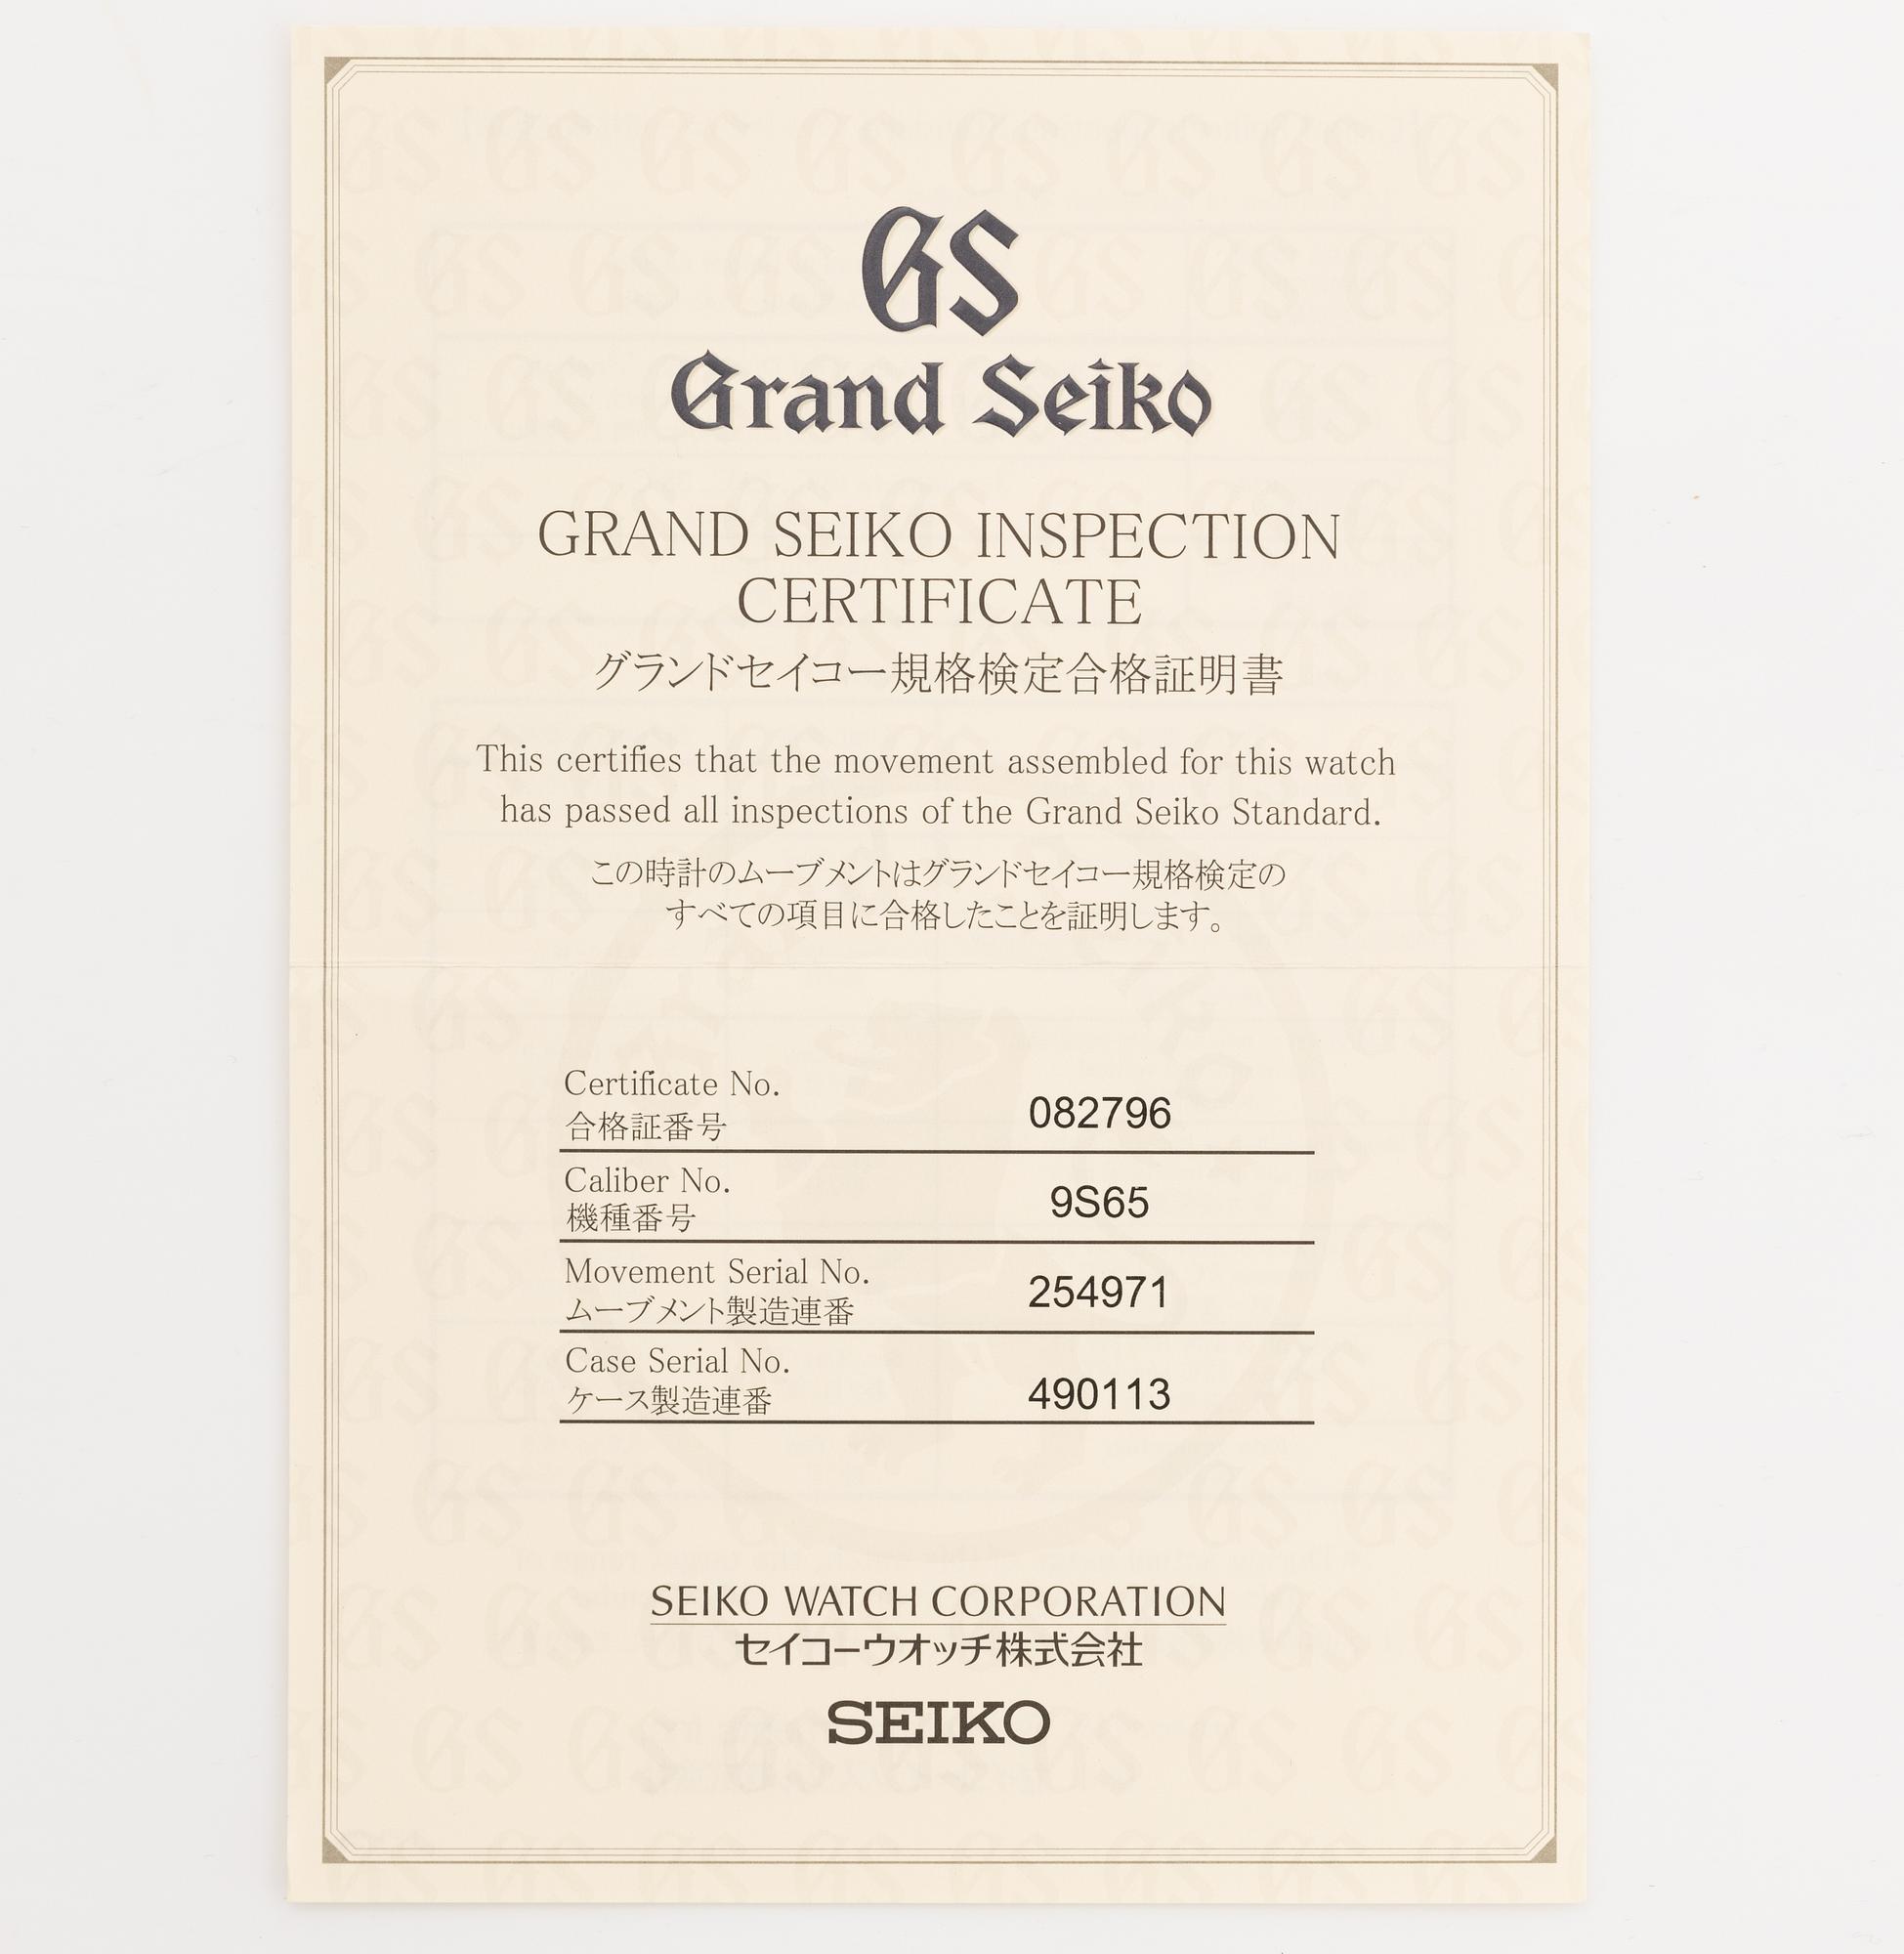 GS
Grand Seiko
GRAND SEIKO INSPECTION
CERTIFICATE
グランドセイコー規格検定合格証明書
This certifies that the movement assembled for this watch
has passed all inspections of the Grand Seiko Standard.
この時計のムーブメントはグランドセイコー規格検定の
すべての項目に合格したことを証明します。
Certificate No.
合格証番号
082796
Caliber No.
機種番号
9S65
Movement Serial No.
ムーブメント製造連番
254971
Case Serial No.
ケース製造連番
490113
SEIKO WATCH CORPORATION
セイコーウオッチ株式会社
SEIKO